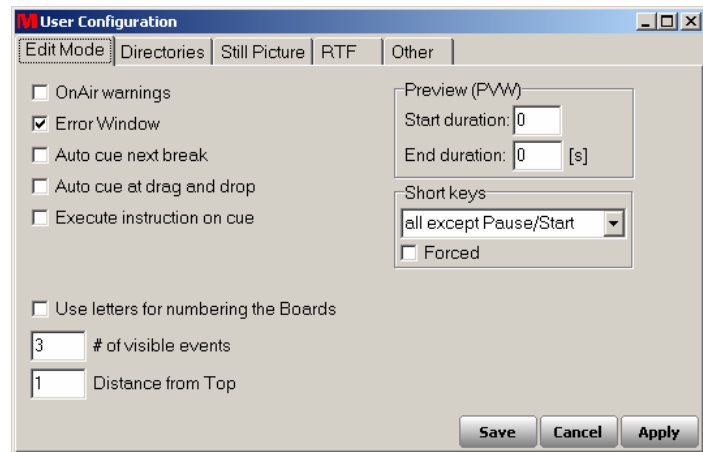 M User Configuration
Edit Mode Directories Still Picture RTF Other
OnAir warnings
Error Window
Auto cue next break
Auto cue at drag and drop
Execute instruction on cue
Preview (PVW)
Start duration: 0
End duration: 0 [s]
Short keys
all except Pause/Start
Forced
Use letters for numbering the Boards
3 # of visible events
1 Distance from Top
Save Cancel Apply